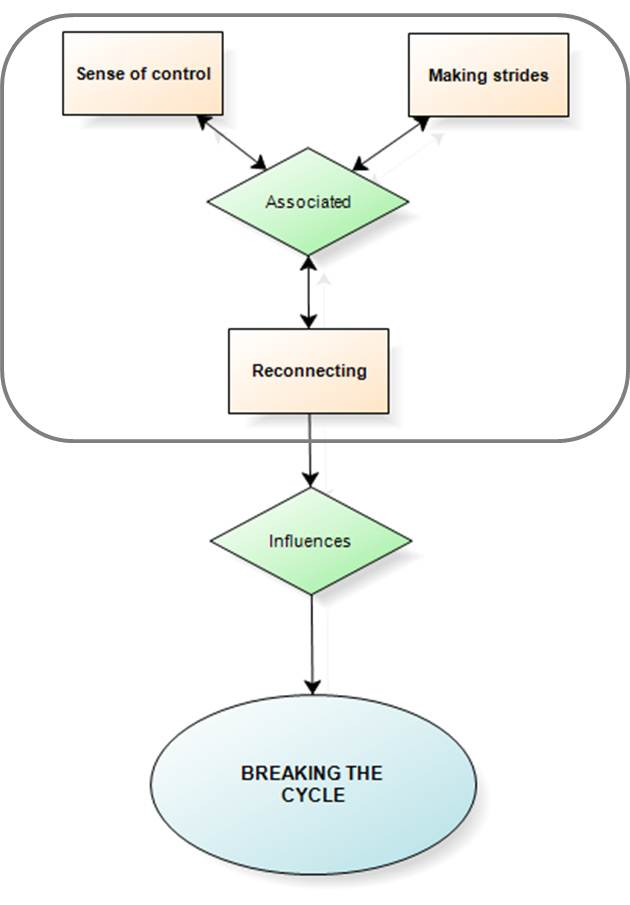 Sense of control
Making strides
Associated
Reconnecting
Influences
BREAKING THE
CYCLE